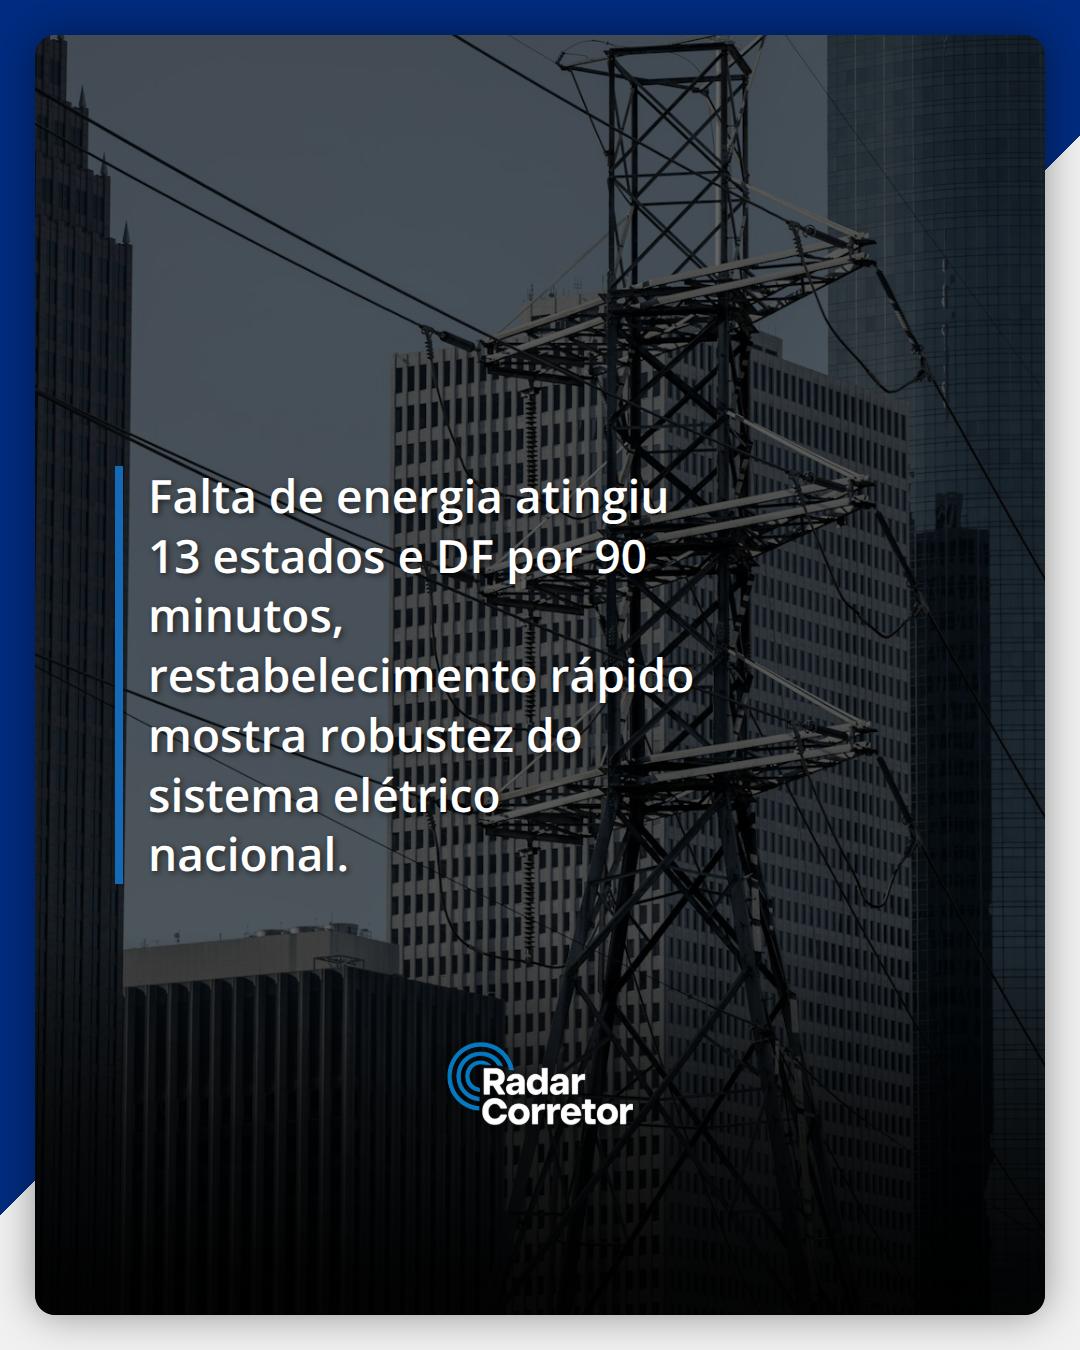 Falta de energia atingiu
13 estados e DF por 90
minutos,
restabelecimento rápido
mostra robustez do
sistema elétrico
nacional.
Radar
Corretor